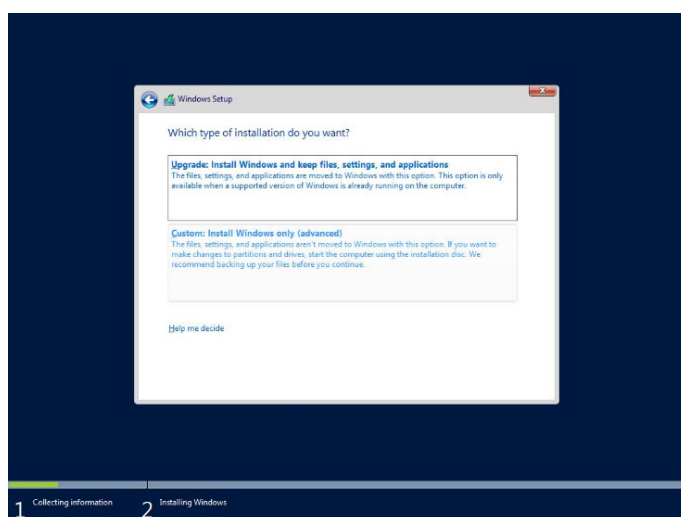 Windows Setup
Which type of installation do you want?
Upgrade: Install Windows and keep files, settings, and applications
The files, settings, and applications are moved to Windows with this option. This option is only
available when a supported version of Windows is already running on the computer.
Custom: Install Windows only (advanced)
The files, settings, and applications aren't moved to Windows with this option. If you want to
make changes to partitions and drives, start the computer using the installation disc. We
recommend backing up your files before you continue.
Help me decide
1 Collecting information 2 Installing Windows